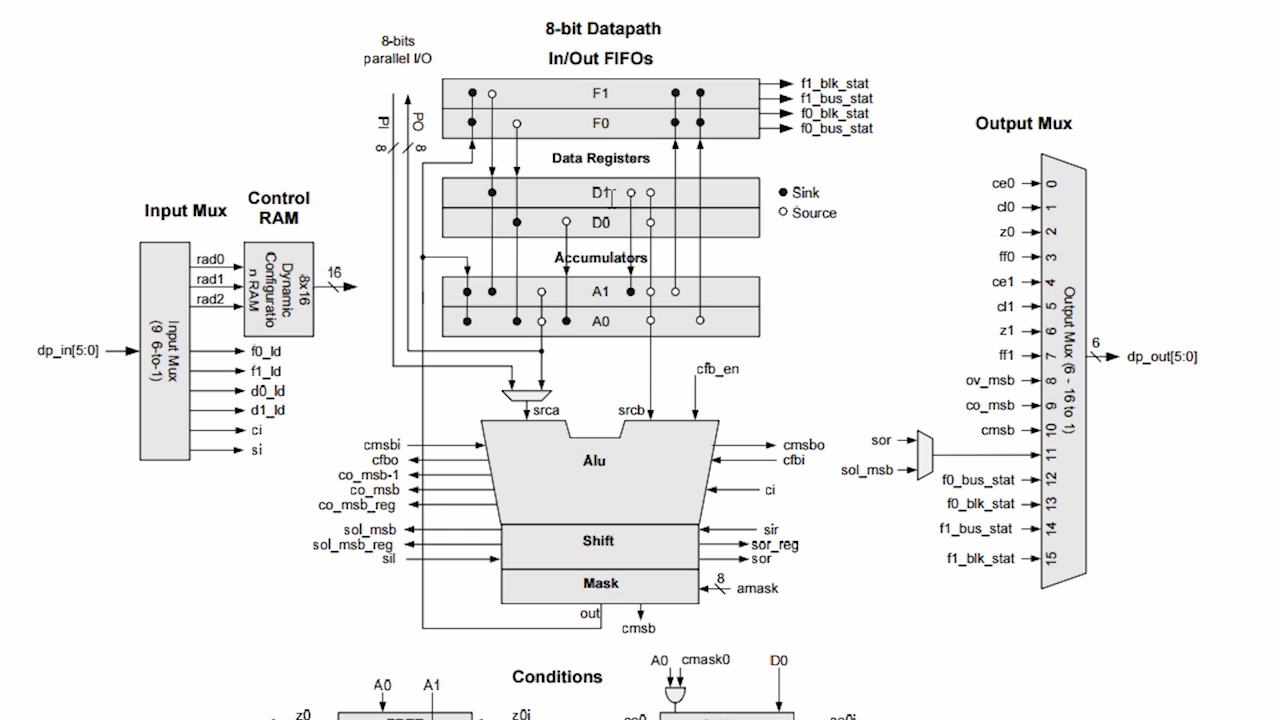 8-bit Datapath
8-bits
parallel I/O
In/Out FIFOs
PI
8
PO
8
F1
F0
f1_blk_stat
f1_bus_stat
f0_blk_stat
f0_bus_stat
Data Registers
D1
D0
Sink
Source
Accumulators
A1
A0
Input Mux
Control
RAM
rad0
rad1
rad2
8x16
Dynamic
Configuratio
n RAM
16
Input Mux
(9 6-to-1)
dp_in[5:0]
f0_ld
f1_ld
d0_ld
d1_ld
ci
si
cfb_en
srca
srcb
Alu
cmsbi
cfbo
co_msb-1
co_msb
co_msb_reg
cmsbo
cfbi
ci
sol_msb
sol_msb_reg
sil
Shift
sir
sor_reg
sor
Mask
8
amask
out
cmsb
Output Mux
ce0
cl0
z0
ff0
ce1
cl1
z1
ff1
ov_msb
co_msb
cmsb
sor
sol_msb
f0_bus_stat
f0_blk_stat
f1_bus_stat
f1_blk_stat
0
1
2
3
4
5
6
7
8
9
10
11
12
13
14
15
Output Mux (6 - 16 to 1)
6
dp_out[5:0]
Conditions
A0
A1
z0
z0i
A0
cmask0
D0